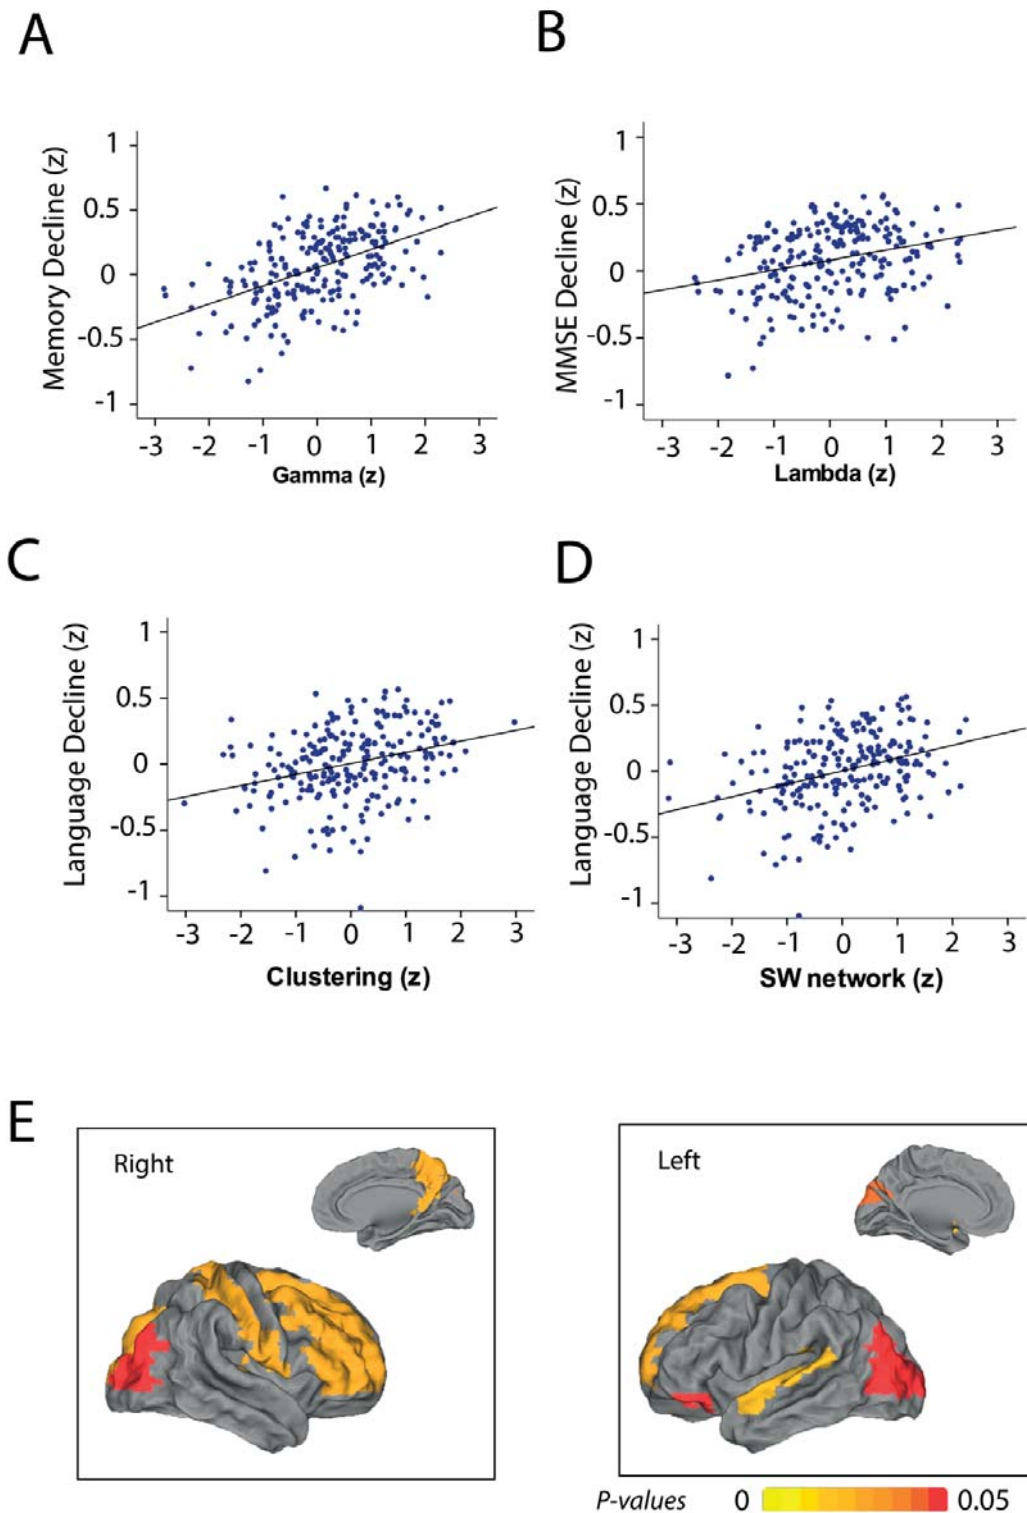 A
B
Memory Decline (z)
1
0.5
0
-0.5
-1
-3 -2 -1 0 1 2 3
Gamma (z)
MMSE Decline (z)
1
0.5
0
-0.5
-1
-3 -2 -1 0 1 2 3
Lambda (z)
C
D
Language Decline (z)
1
0.5
0
-0.5
-1
-3 -2 -1 0 1 2 3
Clustering (z)
Language Decline (z)
1
0.5
0
-0.5
-1
-3 -2 -1 0 1 2 3
SW network (z)
E
Right
Left
P-values 0 0.05